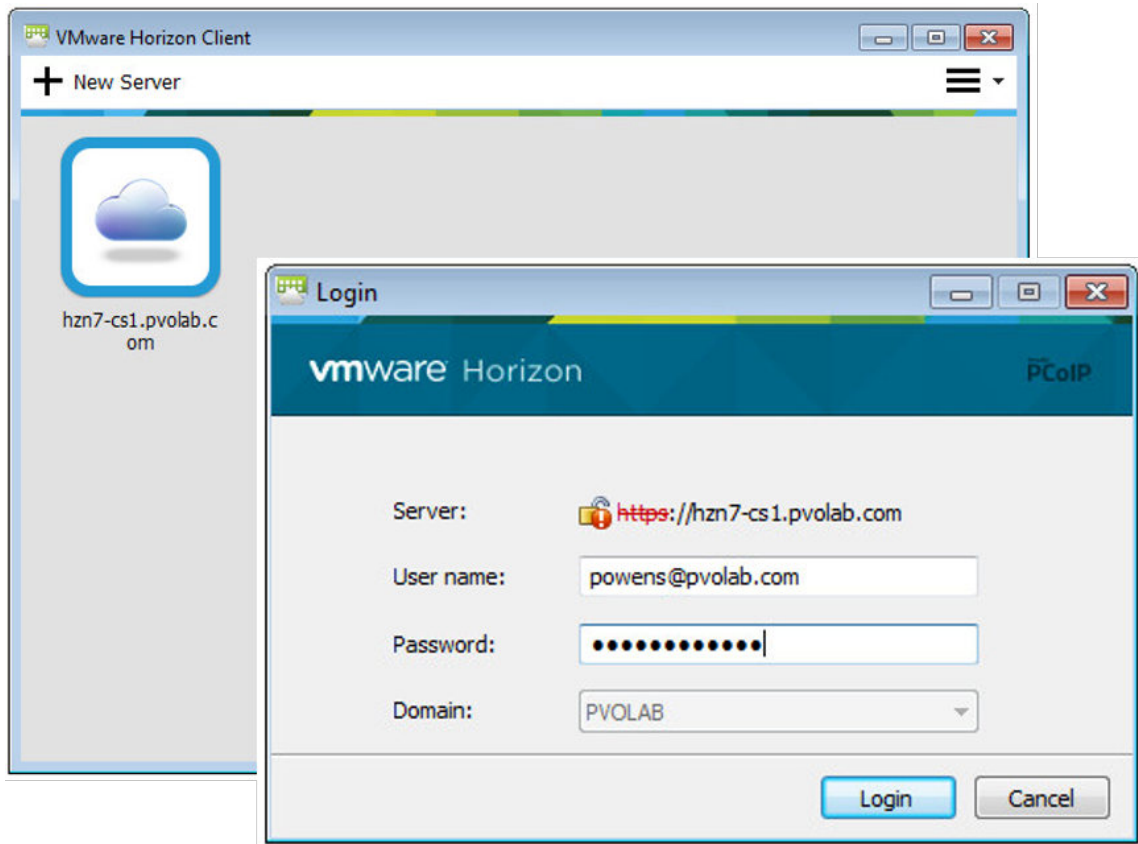 VMware Horizon Client
New Server
hzn7-cs1.pvolab.c
om
Login
vmware Horizon
PCoIP
Server: https://hzn7-cs1.pvolab.com
User name: powens@pvolab.com
Password: ●●●●●●●●●●●●
Domain: PVOLAB
Login Cancel